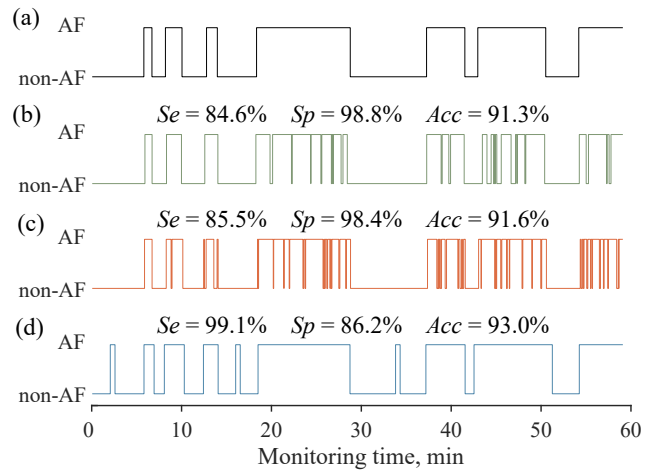 (a)
AF
non-AF
(b)
Se = 84.6% Sp = 98.8% Acc = 91.3%
AF
non-AF
(c)
Se = 85.5% Sp = 98.4% Acc = 91.6%
AF
non-AF
(d)
Se = 99.1% Sp = 86.2% Acc = 93.0%
AF
non-AF
0 10 20 30 40 50 60
Monitoring time, min